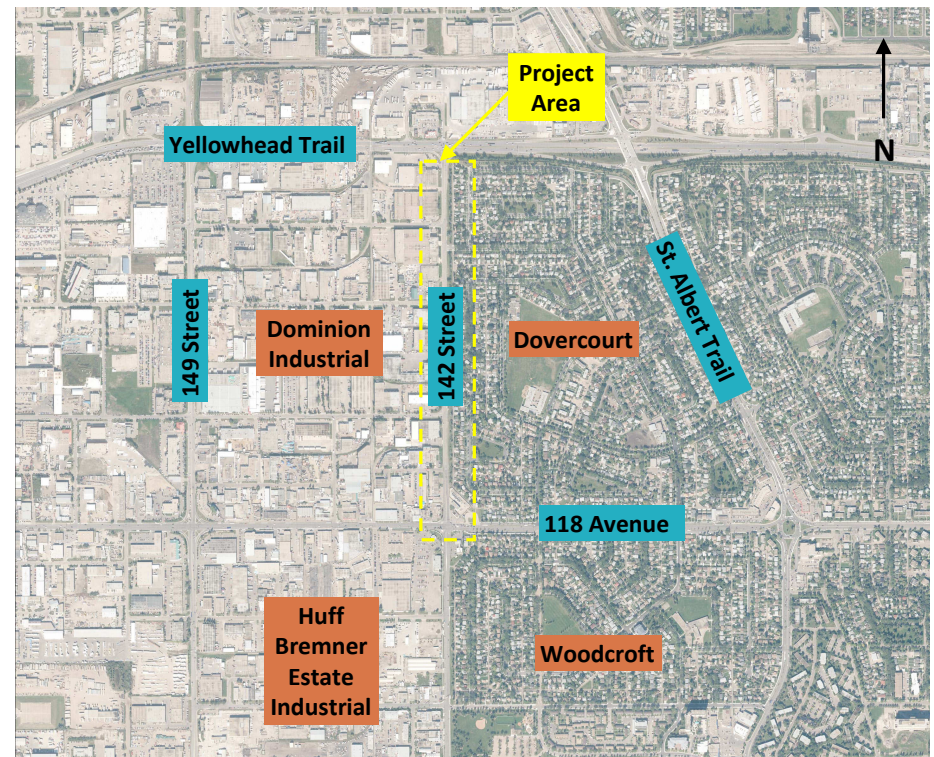 Project
Area
N
Yellowhead Trail
St. Albert Trail
149 Street
Dominion
Industrial
142 Street
Dovercourt
118 Avenue
Huff
Bremner
Estate
Industrial
Woodcroft